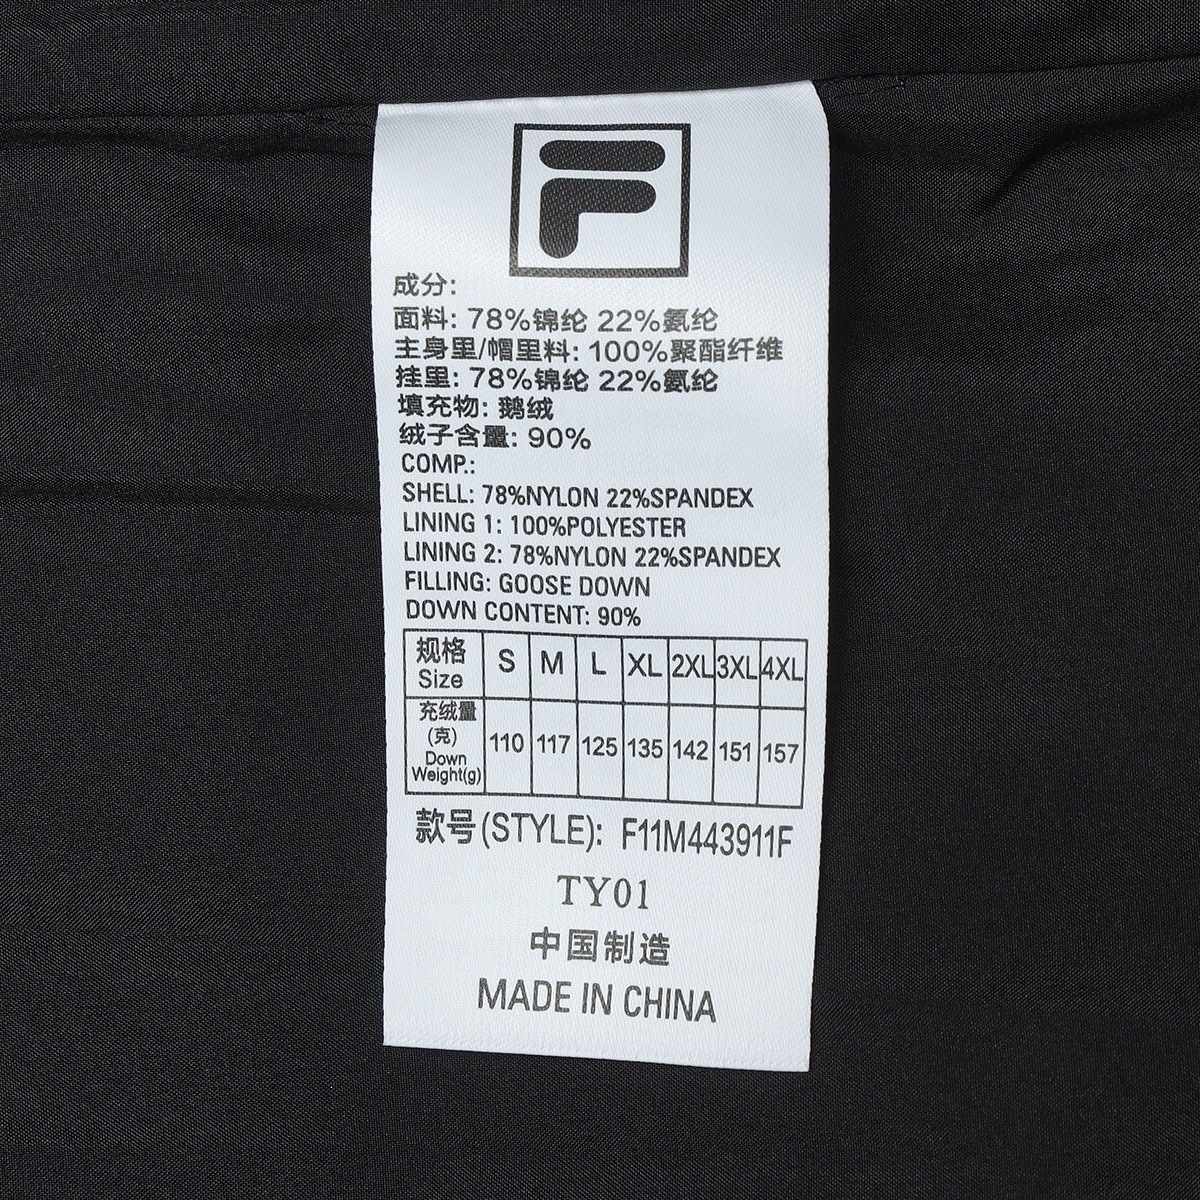 F
成分:
面料: 78%锦纶 22%氨纶
主身里/帽里料: 100%聚酯纤维
挂里: 78%锦纶 22%氨纶
填充物: 鹅绒
绒子含量: 90%
COMP.:
SHELL: 78%NYLON 22%SPANDEX
LINING 1: 100%POLYESTER
LINING 2: 78%NYLON 22%SPANDEX
FILLING: GOOSE DOWN
DOWN CONTENT: 90%
规格 Size S M L XL 2XL 3XL 4XL
充绒量 (克) Down Weight(g) 110 117 125 135 142 151 157
款号(STYLE): F11M443911F
TY01
中国制造
MADE IN CHINA